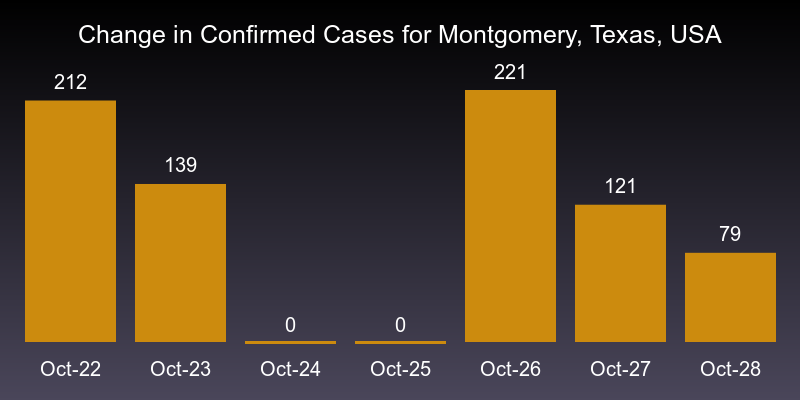 Change in Confirmed Cases for Montgomery, Texas, USA
212
139
0
0
221
121
79
Oct-22
Oct-23
Oct-24
Oct-25
Oct-26
Oct-27
Oct-28